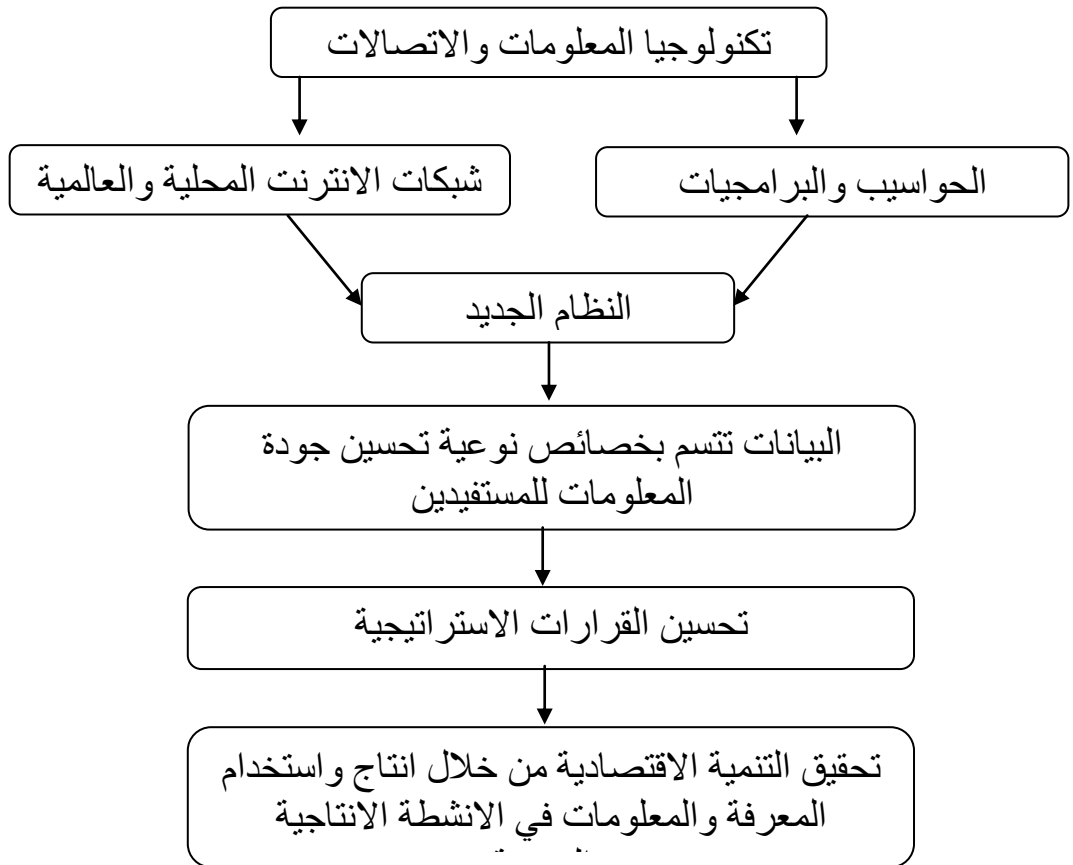 تكنولوجيا المعلومات والاتصالات
الحواسيب والبرامجيات
شبكات الانترنت المحلية والعالمية
النظام الجديد
البيانات تتسم بخصائص نوعية تحسين جودة
المعلومات للمستفيدين
تحسين القرارات الاستراتيجية
تحقيق التنمية الاقتصادية من خلال انتاج واستخدام
المعرفة والمعلومات في الانشطة الانتاجية